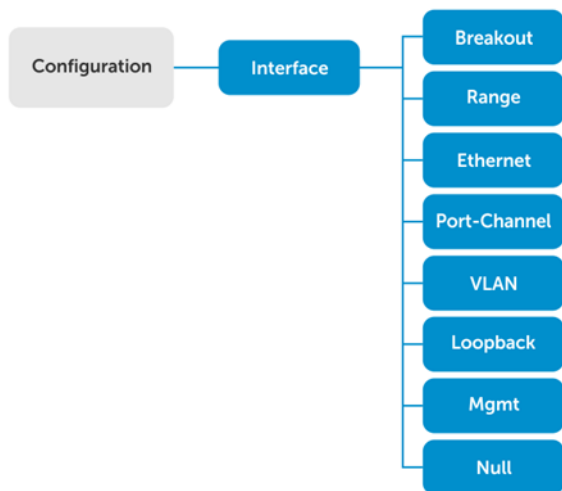 Configuration
Interface
Breakout
Range
Ethernet
Port-Channel
VLAN
Loopback
Mgmt
Null